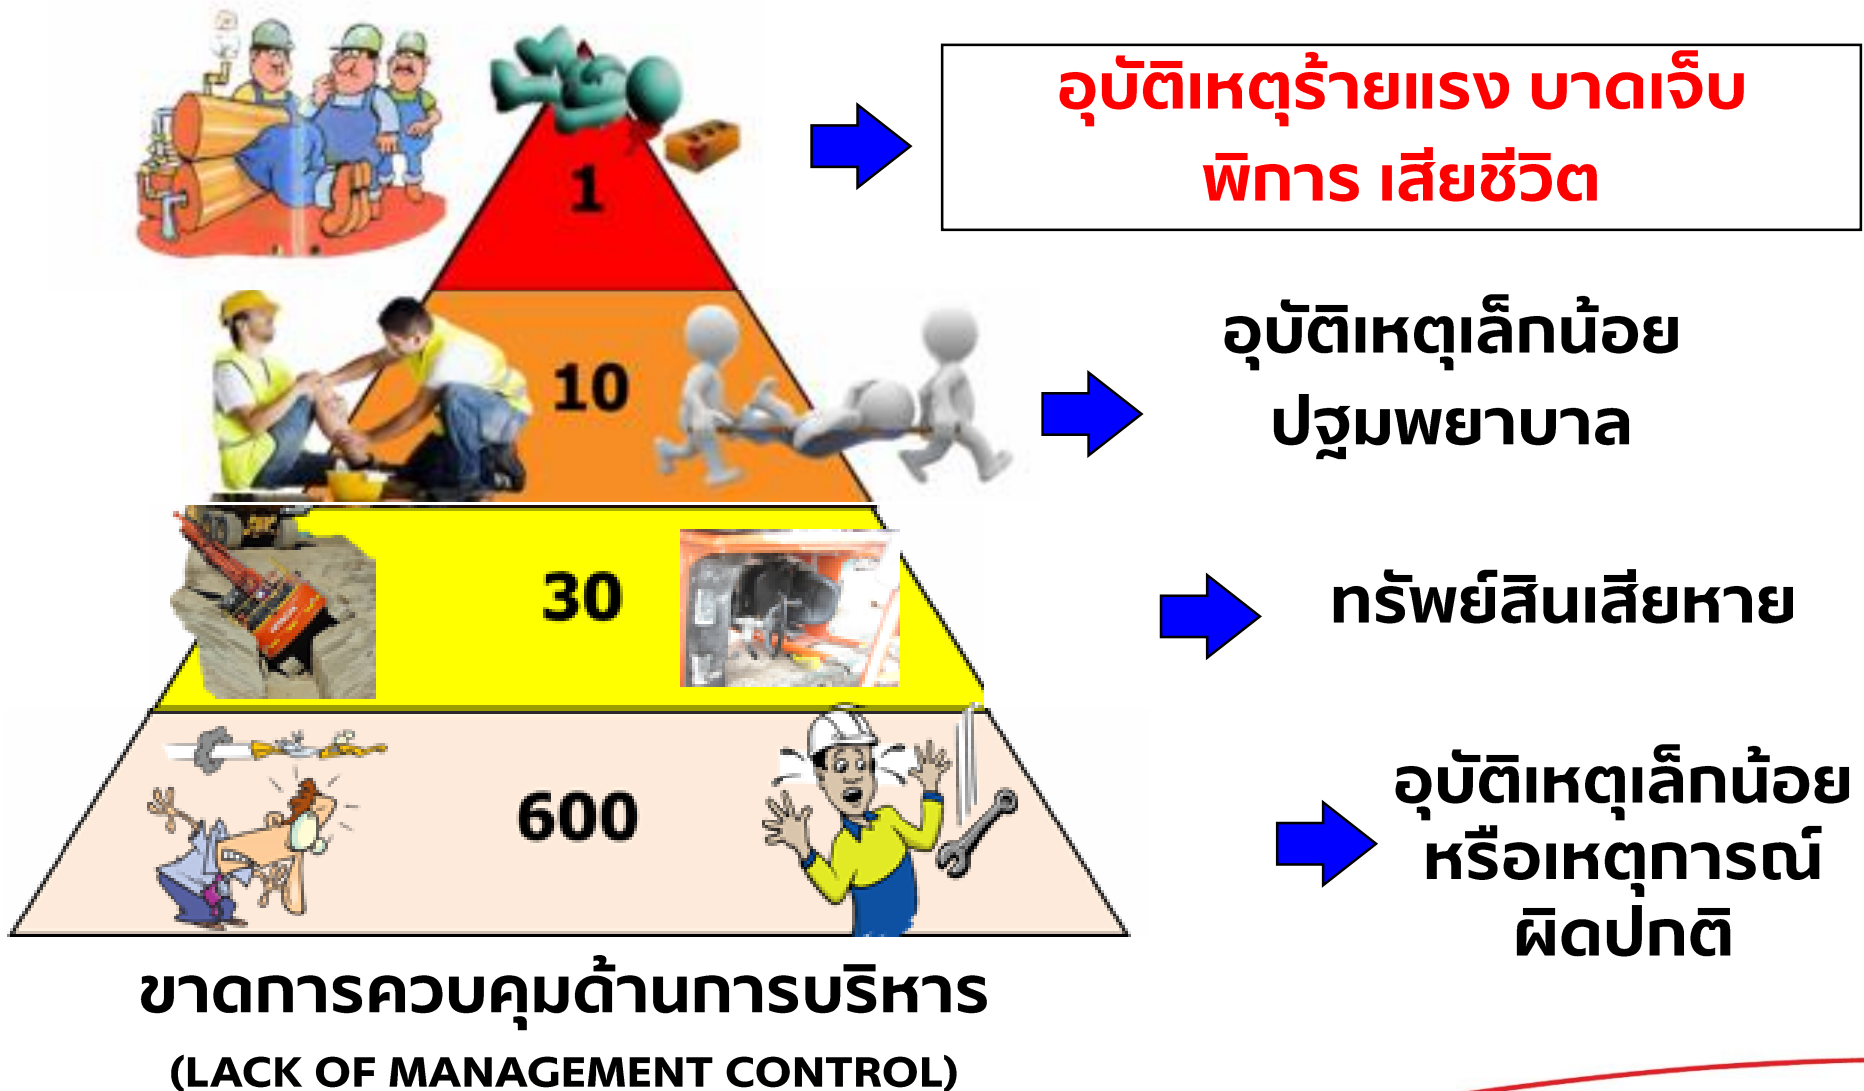 อุบัติเหตุร้ายแรง บาดเจ็บ
พิการ เสียชีวิต
1
อุบัติเหตุเล็กน้อย
ปฐมพยาบาล
10
ทรัพย์สินเสียหาย
30
อุบัติเหตุเล็กน้อย
หรือเหตุการณ์
ผิดปกติ
600
ขาดการควบคุมด้านการบริหาร
(LACK OF MANAGEMENT CONTROL)